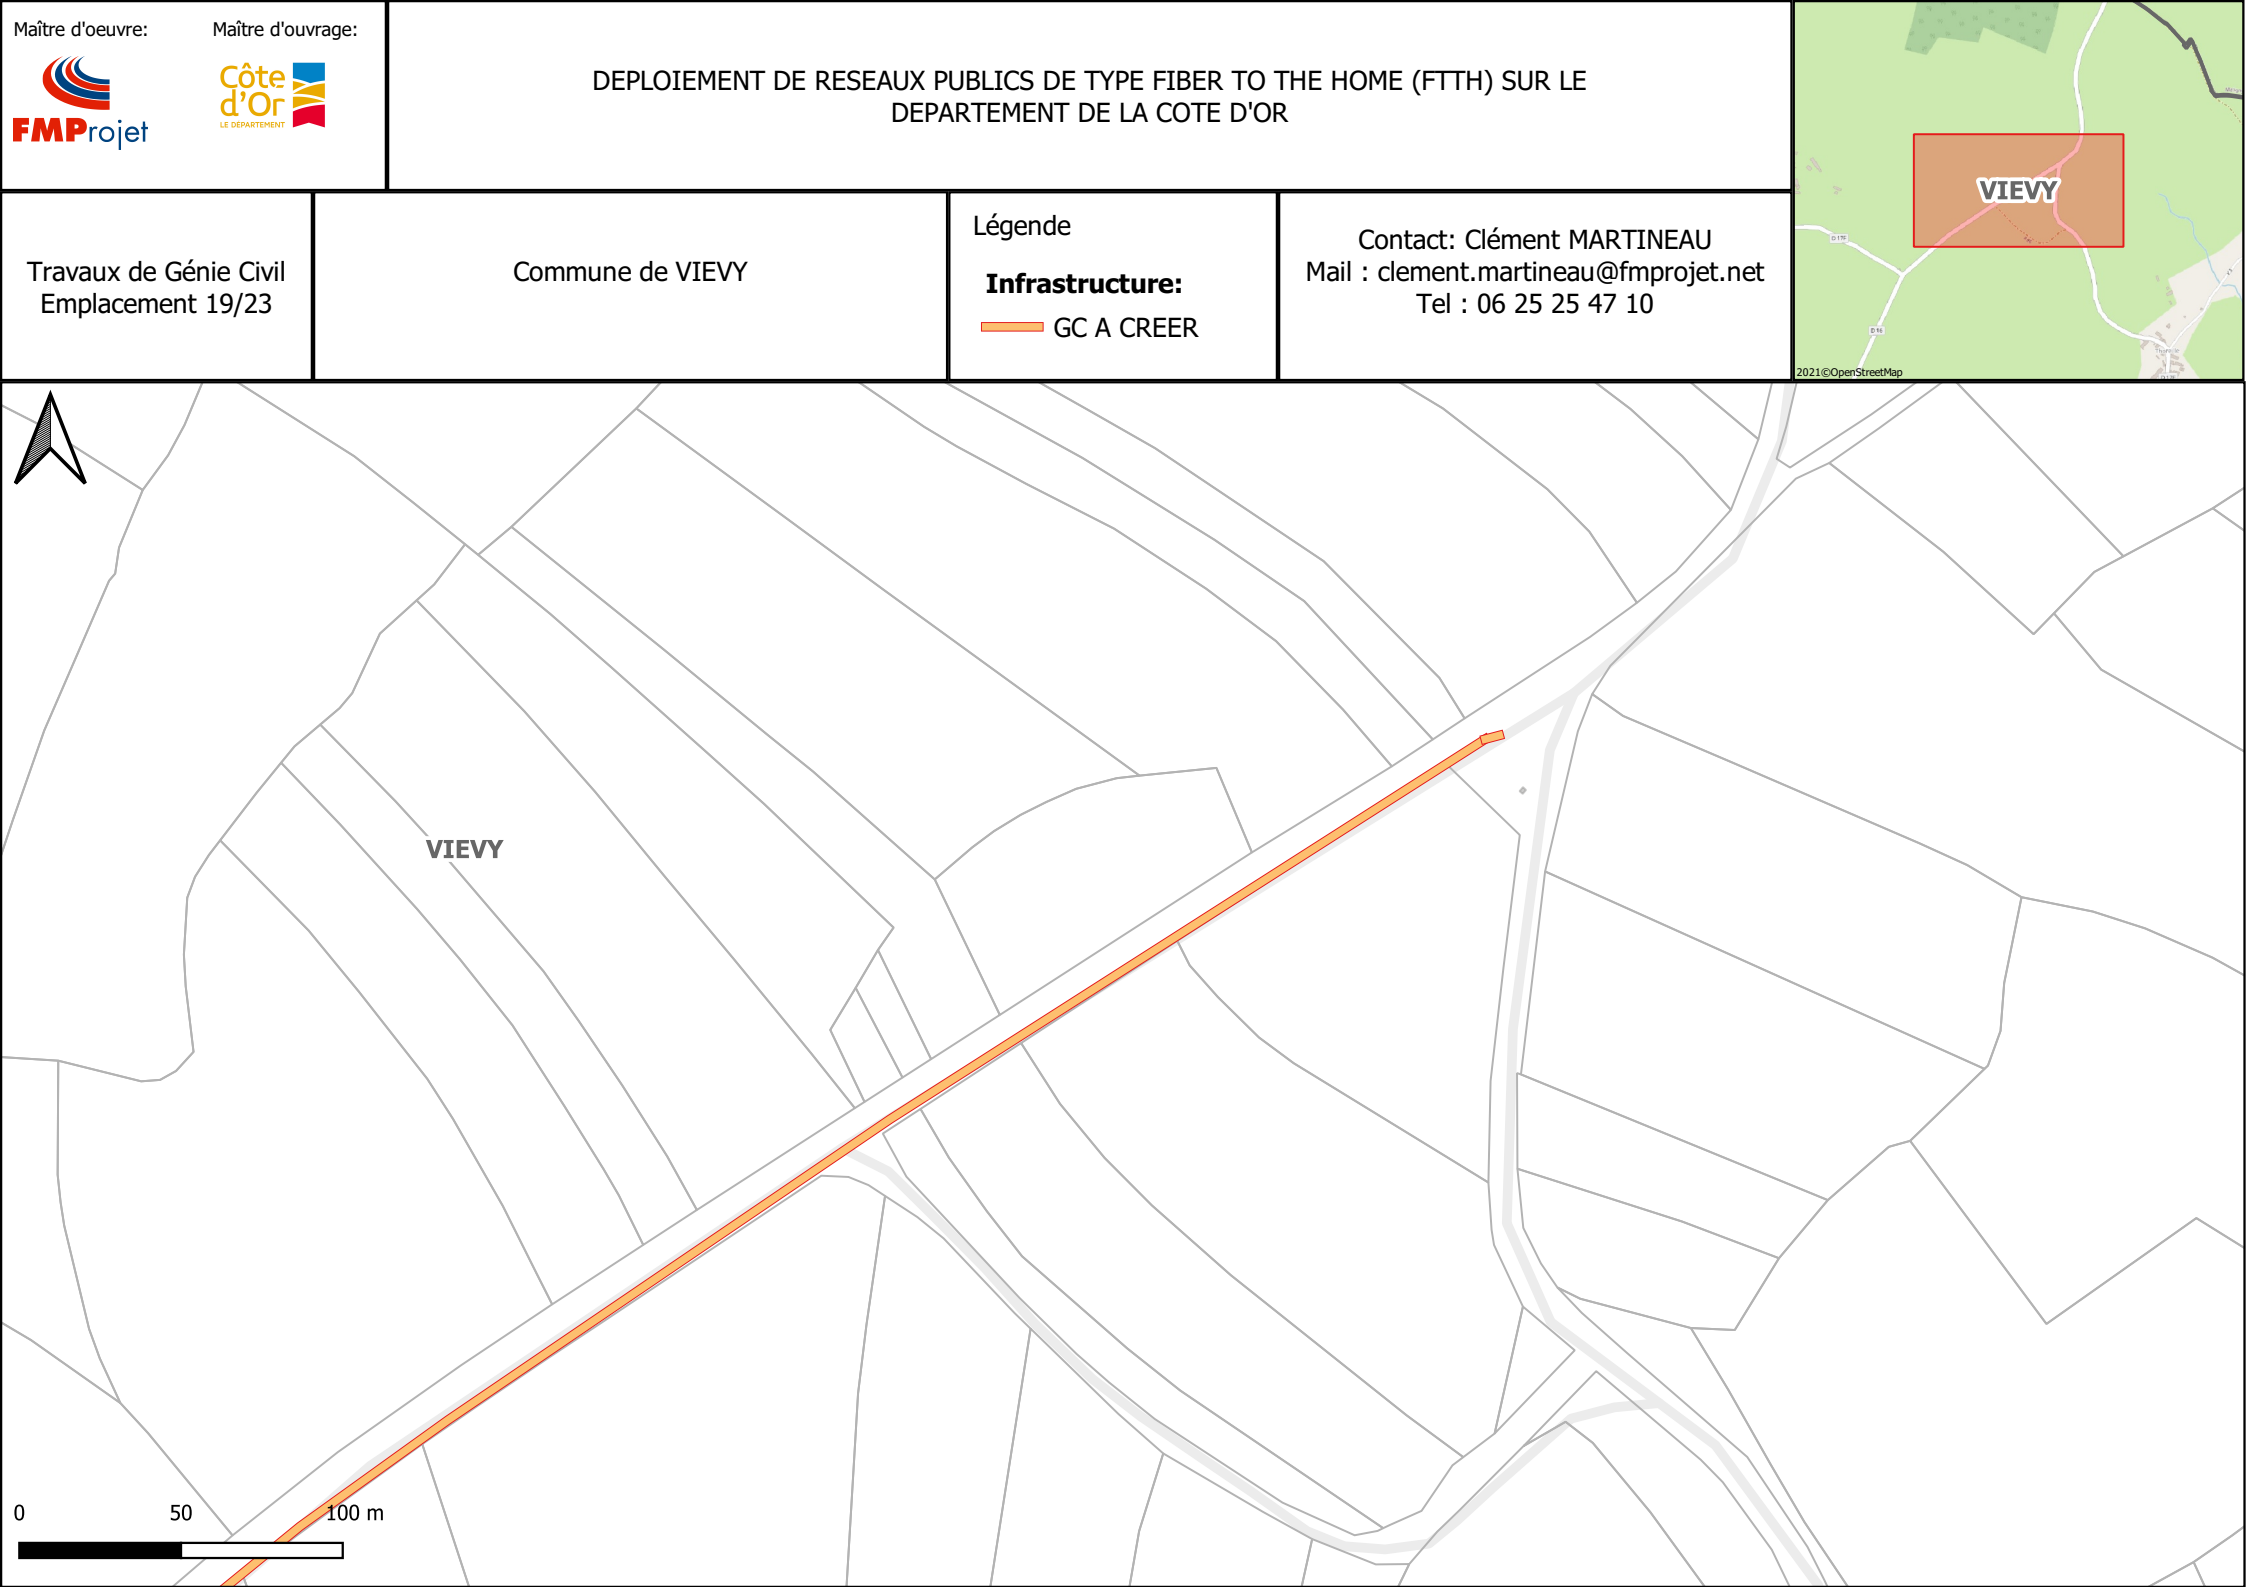 Maître d'oeuvre:
Maître d'ouvrage:
FMProjet
Côte
d'Or
LE DÉPARTEMENT
DEPLOIEMENT DE RESEAUX PUBLICS DE TYPE FIBER TO THE HOME (FTTH) SUR LE
DEPARTEMENT DE LA COTE D'OR
Travaux de Génie Civil
Emplacement 19/23
Commune de VIEVY
Légende
Infrastructure:
GC A CREER
Contact: Clément MARTINEAU
Mail : clement.martineau@fmprojet.net
Tel : 06 25 25 47 10
VIEVY
D 17F
D 16
D 17F
2021©OpenStreetMap
VIEVY
0 50 100 m